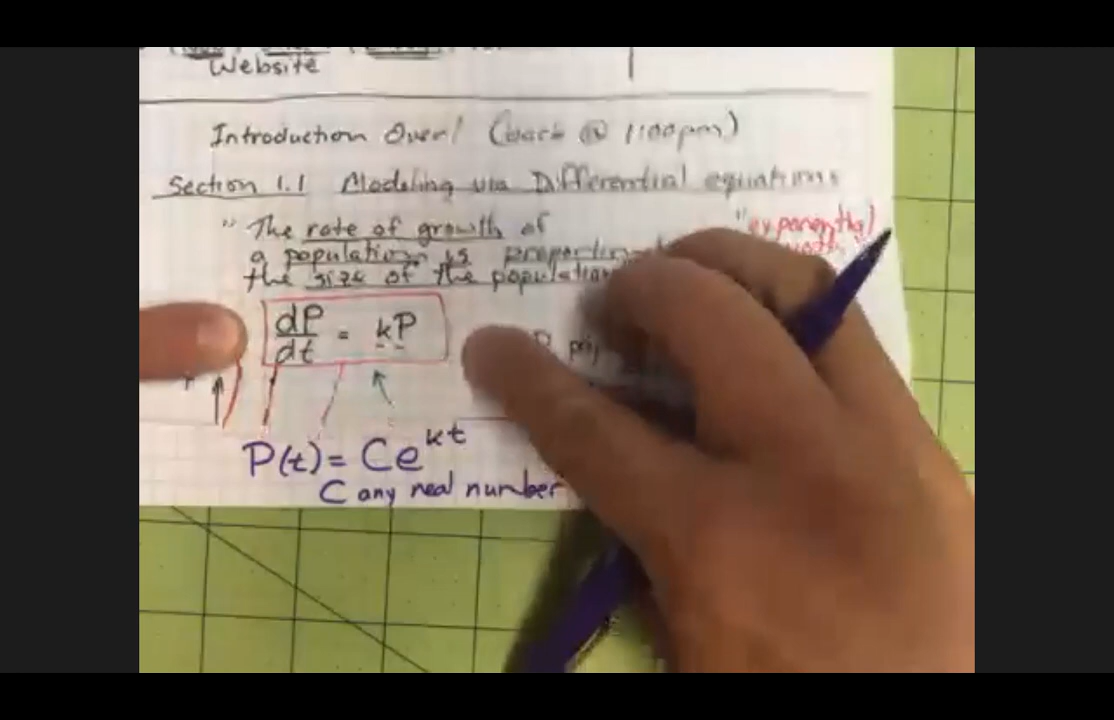 Website
Introduction Over! (back @ 1:00pm)
Section 1.1 Modeling via Differential equations
"The rate of growth of
a population is
the size of the population
"exponential
dP/dt = kP
P(t) = Ce^kt
C any real number